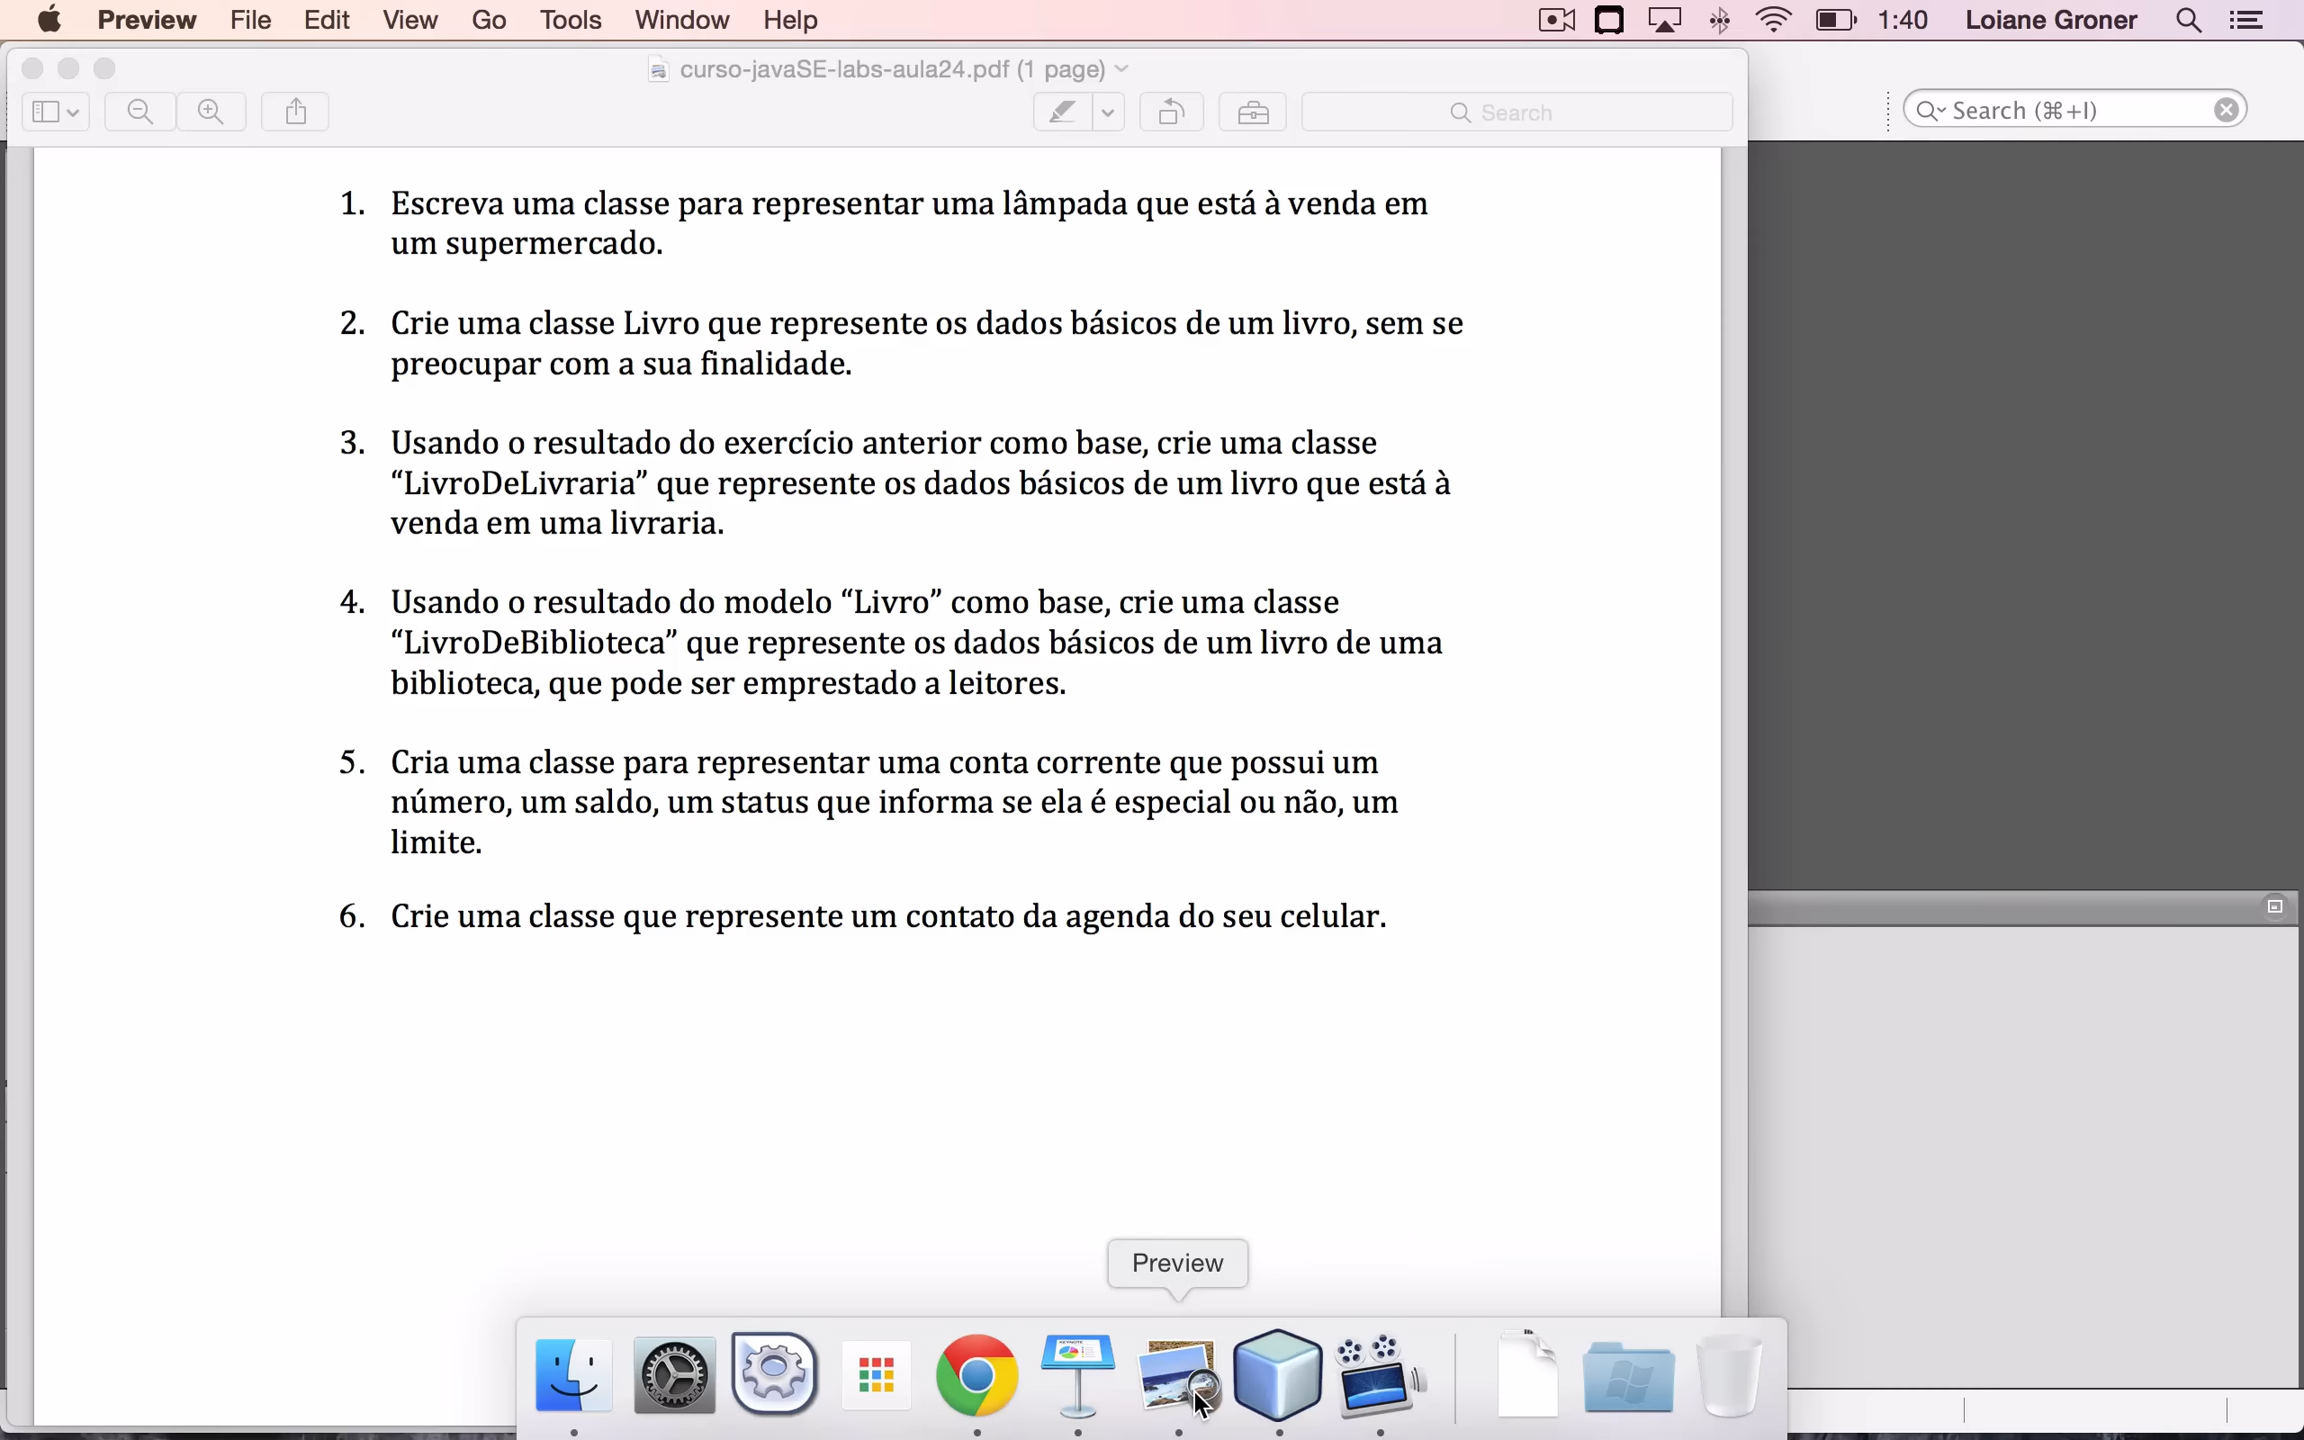 Preview File Edit View Go Tools Window Help 1:40 Loiane Groner
curso-javaSE-labs-aula24.pdf (1 page)
Search
Search (⌘+I)
1. Escreva uma classe para representar uma lâmpada que está à venda em
um supermercado.
2. Crie uma classe Livro que represente os dados básicos de um livro, sem se
preocupar com a sua finalidade.
3. Usando o resultado do exercício anterior como base, crie uma classe
“LivroDeLivraria” que represente os dados básicos de um livro que está à
venda em uma livraria.
4. Usando o resultado do modelo “Livro” como base, crie uma classe
“LivroDeBiblioteca” que represente os dados básicos de um livro de uma
biblioteca, que pode ser emprestado a leitores.
5. Cria uma classe para representar uma conta corrente que possui um
número, um saldo, um status que informa se ela é especial ou não, um
limite.
6. Crie uma classe que represente um contato da agenda do seu celular.
Preview